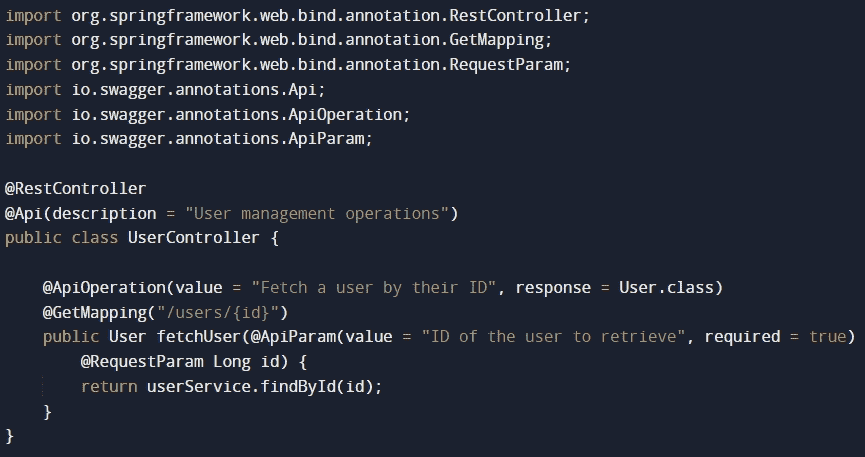 import org.springframework.web.bind.annotation.RestController;
import org.springframework.web.bind.annotation.GetMapping;
import org.springframework.web.bind.annotation.RequestParam;
import io.swagger.annotations.Api;
import io.swagger.annotations.ApiOperation;
import io.swagger.annotations.ApiParam;

@RestController
@Api(description = "User management operations")
public class UserController {

    @ApiOperation(value = "Fetch a user by their ID", response = User.class)
    @GetMapping("/users/{id}")
    public User fetchUser(@ApiParam(value = "ID of the user to retrieve", required = true)
        @RequestParam Long id) {
        return userService.findById(id);
    }
}